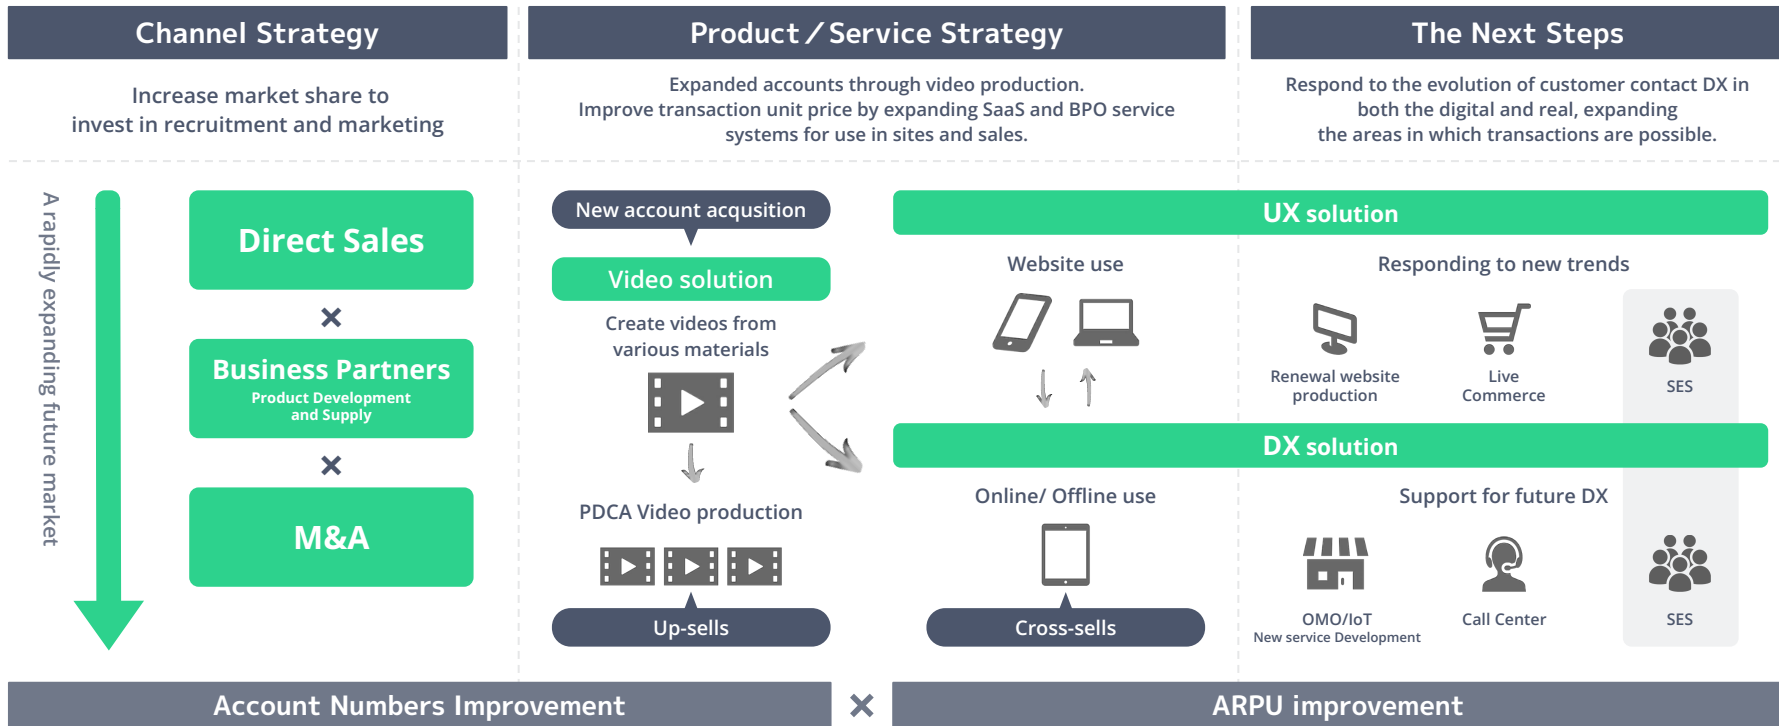 Channel Strategy
Increase market share to
invest in recruitment and marketing
A rapidly expanding future market
Direct Sales
×
Business Partners
Product Development
and Supply
×
M&A
Product / Service Strategy
Expanded accounts through video production.
Improve transaction unit price by expanding SaaS and BPO service
systems for use in sites and sales.
New account acqusition
Video solution
Create videos from
various materials
PDCA Video production
Up-sells
The Next Steps
Respond to the evolution of customer contact DX in
both the digital and real, expanding
the areas in which transactions are possible.
UX solution
Website use
Responding to new trends
Renewal website
production
Live
Commerce
SES
DX solution
Online/ Offline use
Cross-sells
Support for future DX
OMO/IoT
New service Development
Call Center
SES
Account Numbers Improvement
×
ARPU improvement